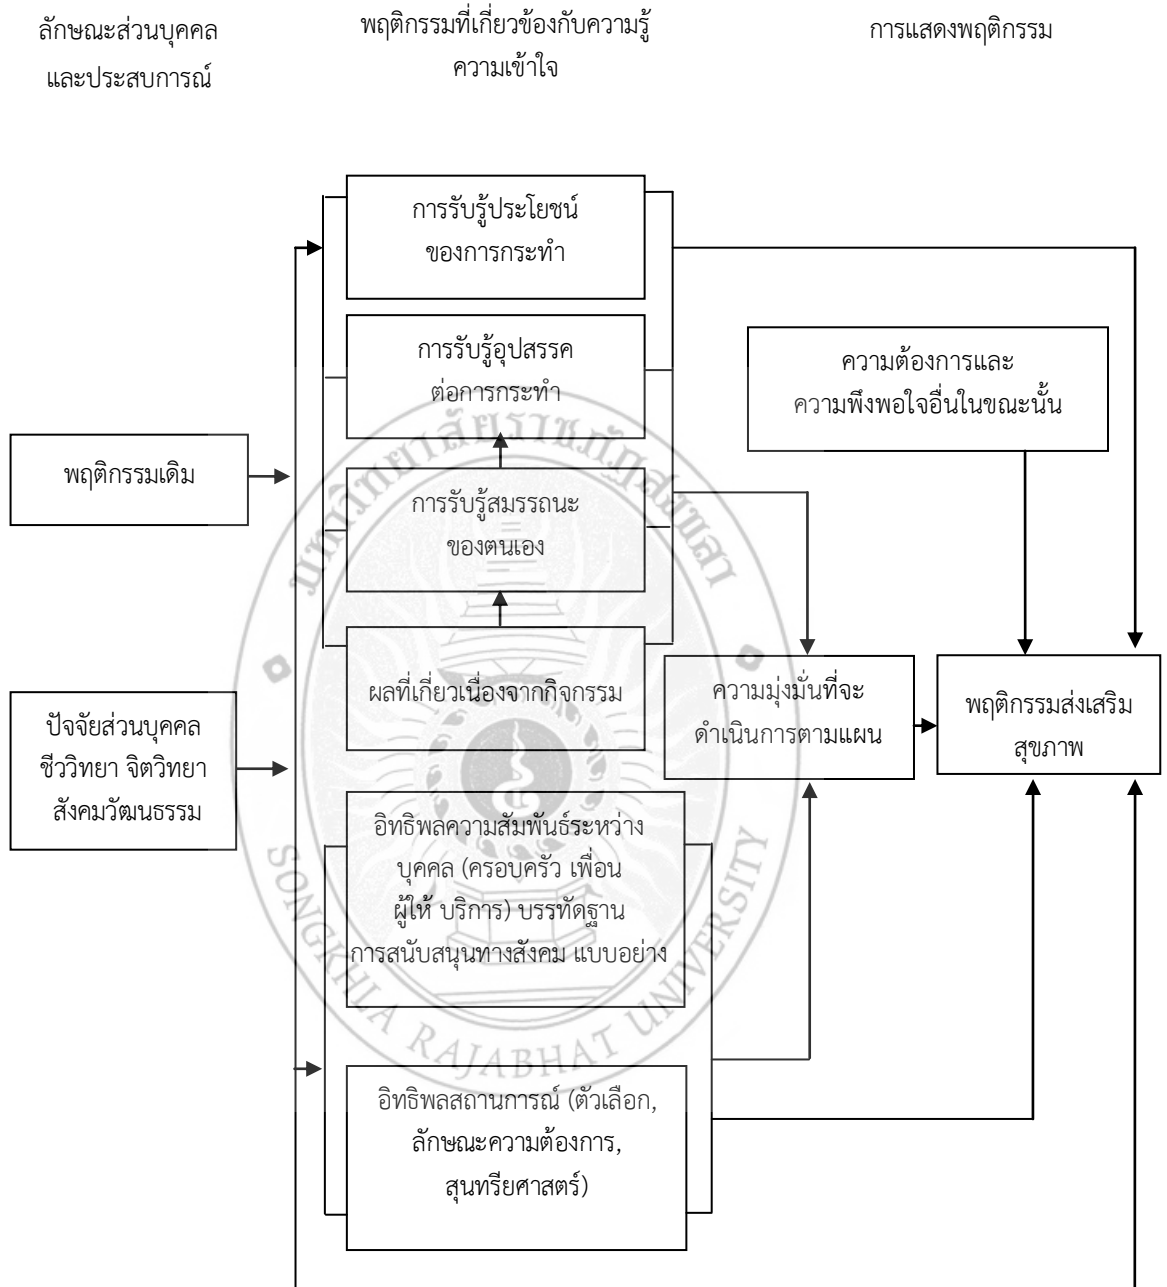 ลักษณะส่วนบุคคล
และประสบการณ์
พฤติกรรมที่เกี่ยวข้องกับความรู้
ความเข้าใจ
การแสดงพฤติกรรม
การรับรู้ประโยชน์
ของการกระทำ
การรับรู้อุปสรรค
ต่อการกระทำ
ความต้องการและ
ความพึงพอใจอื่นในขณะนั้น
พฤติกรรมเดิม
การรับรู้สมรรถนะ
ของตนเอง
ผลที่เกี่ยวเนื่องจากกิจกรรม
ความมุ่งมั่นที่จะ
ดำเนินการตามแผน
พฤติกรรมส่งเสริม
สุขภาพ
ปัจจัยส่วนบุคคล
ชีววิทยา จิตวิทยา
สังคมวัฒนธรรม
อิทธิพลความสัมพันธ์ระหว่าง
บุคคล (ครอบครัว เพื่อน
ผู้ให้ บริการ) บรรทัดฐาน
การสนับสนุนทางสังคม แบบอย่าง
อิทธิพลสถานการณ์ (ตัวเลือก,
ลักษณะความต้องการ,
สุนทรียศาสตร์)
มหาวิทยาลัยราชภัฏสงขลา
SONGKHLA RAJABHAT UNIVERSITY